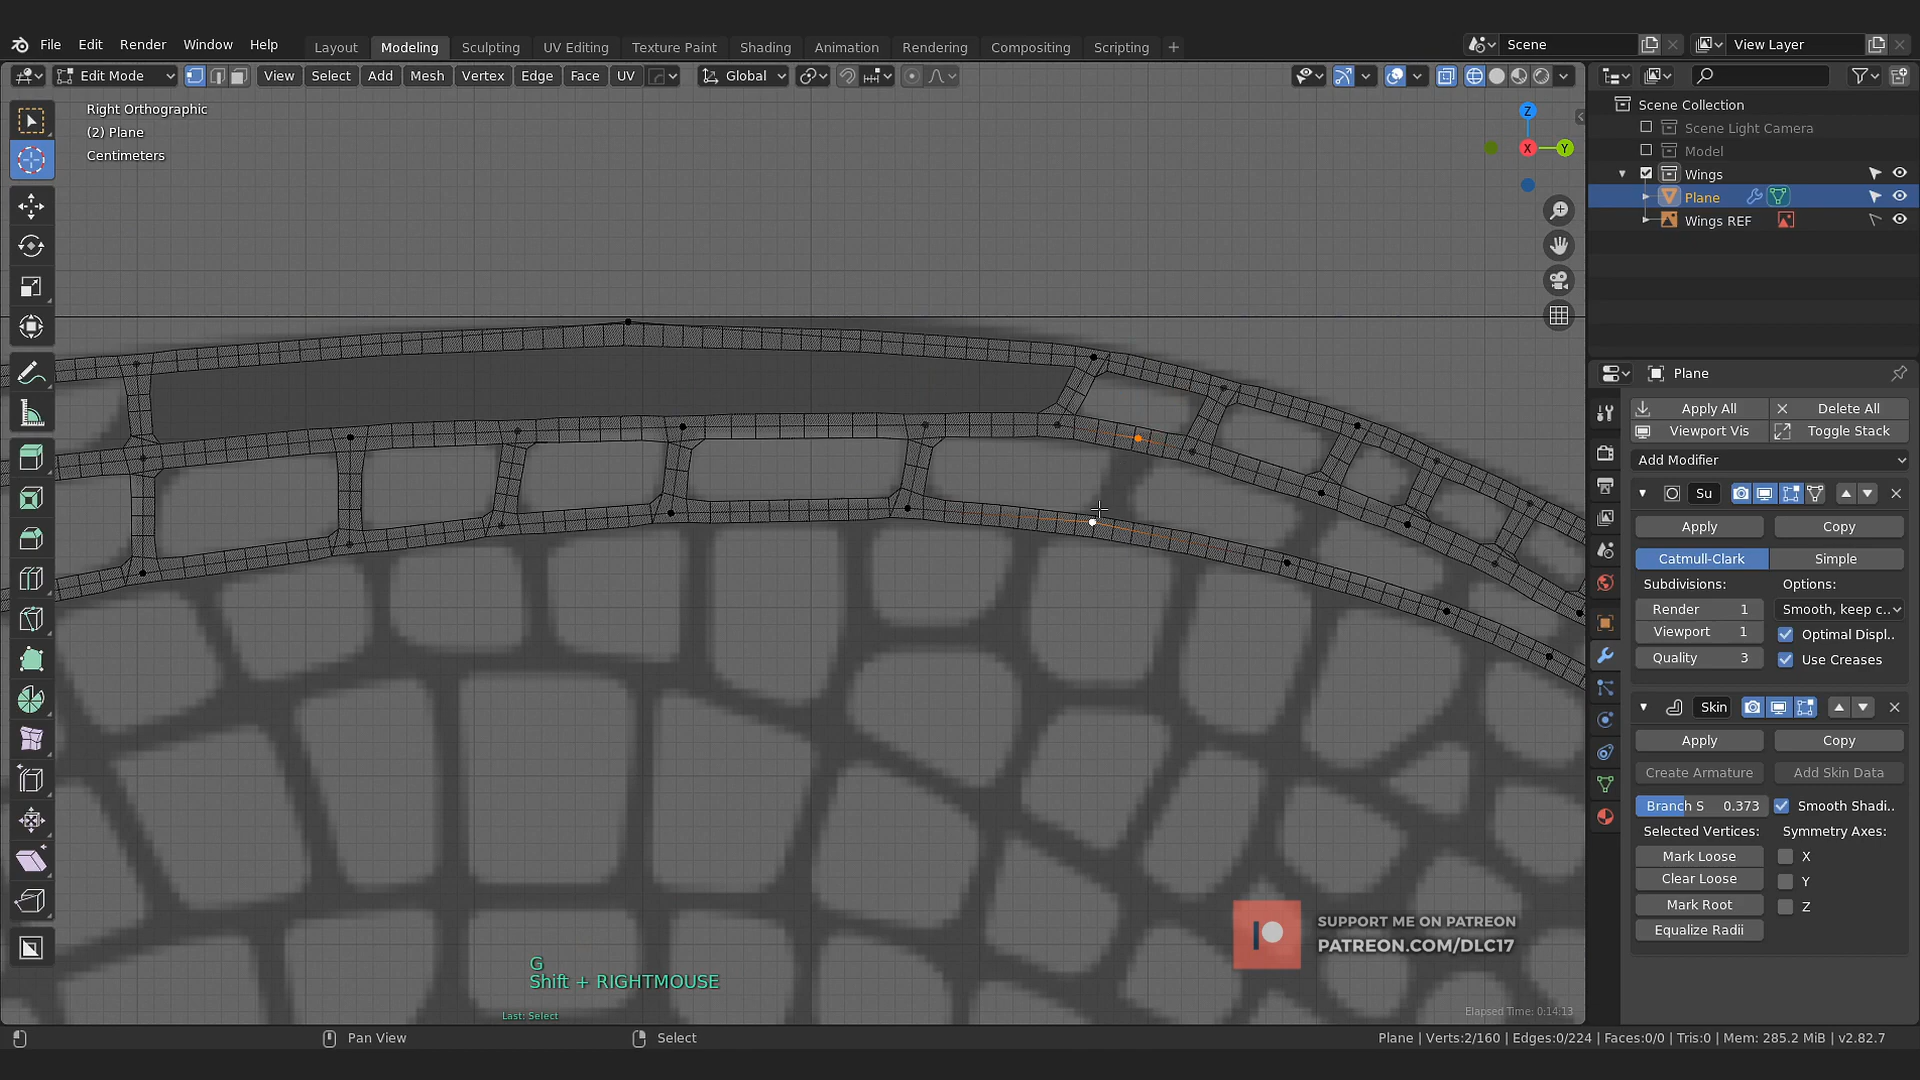 File Edit Render Window Help Layout Modeling Sculpting UV Editing Texture Paint Shading Animation Rendering Compositing Scripting + Scene View Layer
Edit Mode View Select Add Mesh Vertex Edge Face UV Global
Right Orthographic
(2) Plane
Centimeters
Z
X
Y
Scene Collection
Scene Light Camera
Model
Wings
Plane
Wings REF
Plane
Apply All Delete All
Viewport Vis Toggle Stack
Add Modifier
Su
Apply Copy
Catmull-Clark Simple
Subdivisions: Options:
Render 1 Smooth, keep c..
Viewport 1 Optimal Displ..
Quality 3 Use Creases
Skin
Apply Copy
Create Armature Add Skin Data
Branch S 0.373 Smooth Shadi..
Selected Vertices: Symmetry Axes:
Mark Loose X
Clear Loose Y
Mark Root Z
Equalize Radii
SUPPORT ME ON PATREON
PATREON.COM/DLC17
G
Shift + RIGHTMOUSE
Last: Select
Elapsed Time: 0:14:13
Pan View Select Plane | Verts:2/160 | Edges:0/224 | Faces:0/0 | Tris:0 | Mem: 285.2 MiB | v2.82.7